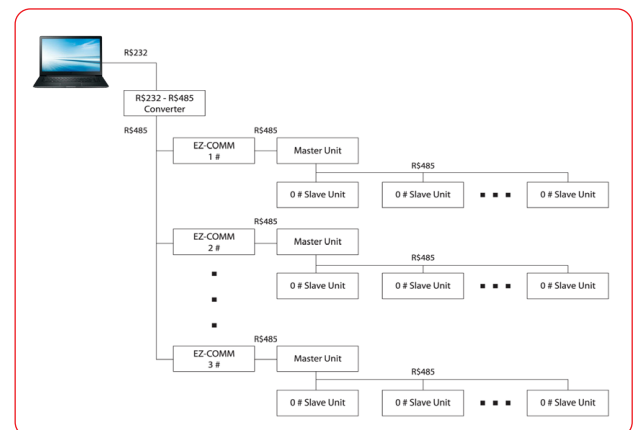 R$232
R$232 - R$485
Converter
R$485
EZ-COMM
1 #
R$485
Master Unit
R$485
0 # Slave Unit
0 # Slave Unit
0 # Slave Unit
EZ-COMM
2 #
R$485
Master Unit
R$485
0 # Slave Unit
0 # Slave Unit
0 # Slave Unit
EZ-COMM
3 #
R$485
Master Unit
R$485
0 # Slave Unit
0 # Slave Unit
0 # Slave Unit